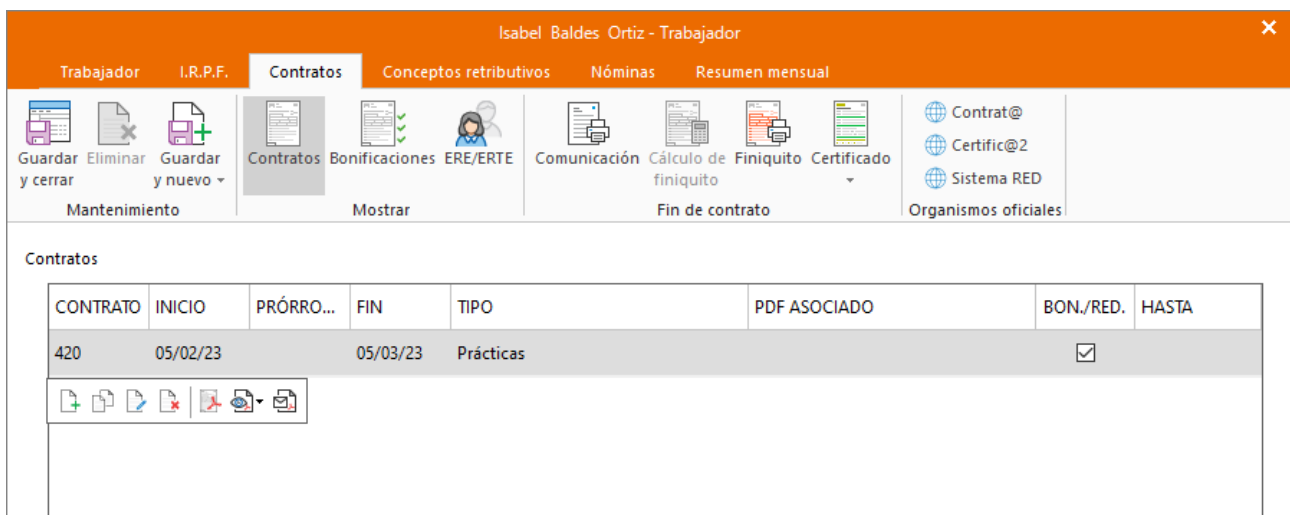 Isabel Baldes Ortiz - Trabajador
Trabajador I.R.P.F. Contratos Conceptos retributivos Nóminas Resumen mensual
Guardar y cerrar
Eliminar
Guardar y nuevo
Contratos
Bonificaciones
ERE/ERTE
Comunicación
Cálculo de finiquito
Finiquito
Certificado
Contrat@
Certific@2
Sistema RED
Mantenimiento Mostrar Fin de contrato Organismos oficiales
Contratos
CONTRATO INICIO PRÓRRO... FIN TIPO PDF ASOCIADO BON./RED. HASTA
420 05/02/23 05/03/23 Prácticas